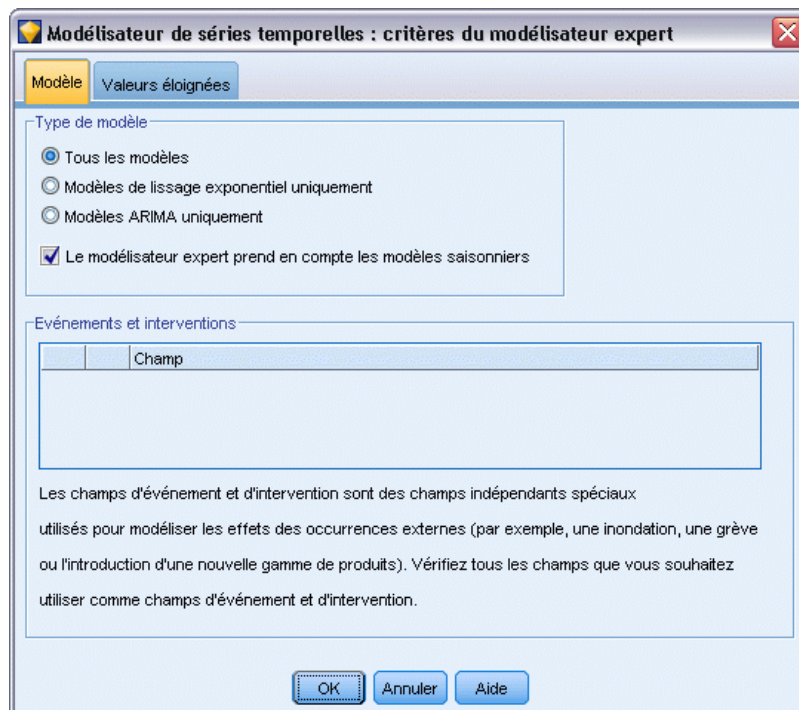 Modélisateur de séries temporelles : critères du modélisateur expert
Modèle
Valeurs éloignées
Type de modèle
Tous les modèles
Modèles de lissage exponentiel uniquement
Modèles ARIMA uniquement
Le modélisateur expert prend en compte les modèles saisonniers
Evénements et interventions
Champ
Les champs d'événement et d'intervention sont des champs indépendants spéciaux
utilisés pour modéliser les effets des occurrences externes (par exemple, une inondation, une grève
ou l'introduction d'une nouvelle gamme de produits). Vérifiez tous les champs que vous souhaitez
utiliser comme champs d'événement et d'intervention.
OK
Annuler
Aide